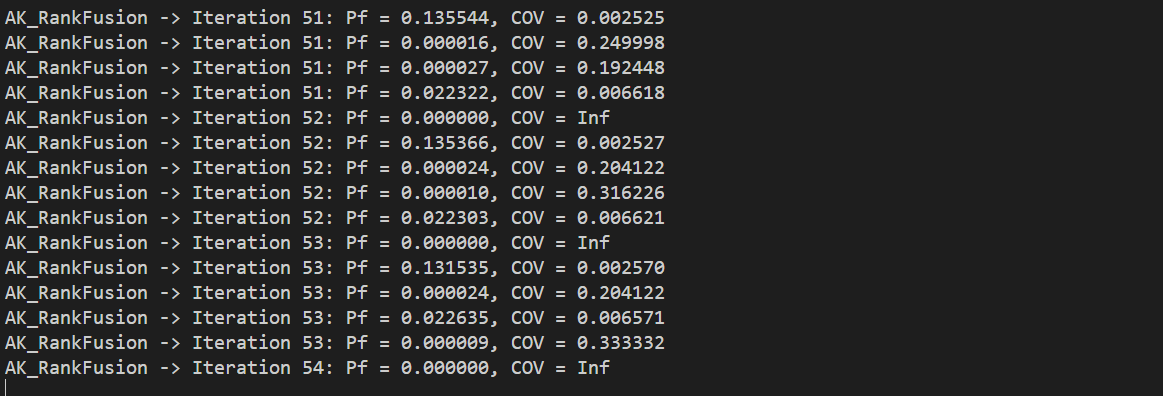 AK_RankFusion -> Iteration 51: Pf = 0.135544, COV = 0.002525
AK_RankFusion -> Iteration 51: Pf = 0.000016, COV = 0.249998
AK_RankFusion -> Iteration 51: Pf = 0.000027, COV = 0.192448
AK_RankFusion -> Iteration 51: Pf = 0.022322, COV = 0.006618
AK_RankFusion -> Iteration 52: Pf = 0.000000, COV = Inf
AK_RankFusion -> Iteration 52: Pf = 0.135366, COV = 0.002527
AK_RankFusion -> Iteration 52: Pf = 0.000024, COV = 0.204122
AK_RankFusion -> Iteration 52: Pf = 0.000010, COV = 0.316226
AK_RankFusion -> Iteration 52: Pf = 0.022303, COV = 0.006621
AK_RankFusion -> Iteration 53: Pf = 0.000000, COV = Inf
AK_RankFusion -> Iteration 53: Pf = 0.131535, COV = 0.002570
AK_RankFusion -> Iteration 53: Pf = 0.000024, COV = 0.204122
AK_RankFusion -> Iteration 53: Pf = 0.022635, COV = 0.006571
AK_RankFusion -> Iteration 53: Pf = 0.000009, COV = 0.333332
AK_RankFusion -> Iteration 54: Pf = 0.000000, COV = Inf